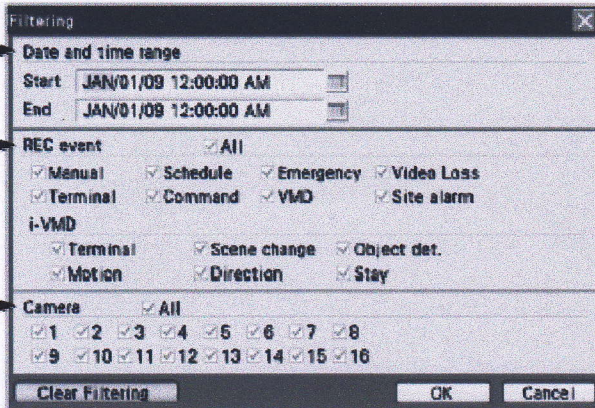 Filtering
Date and time range
Start JAN/01/09 12:00:00 AM
End JAN/01/09 12:00:00 AM
REC event All
Manual Schedule Emergency Video Loss
Terminal Command VMD Site alarm
i-VMD
Terminal Scene change Object det.
Motion Direction Stay
Camera All
1 2 3 4 5 6 7 8
9 10 11 12 13 14 15 16
Clear Filtering OK Cancel